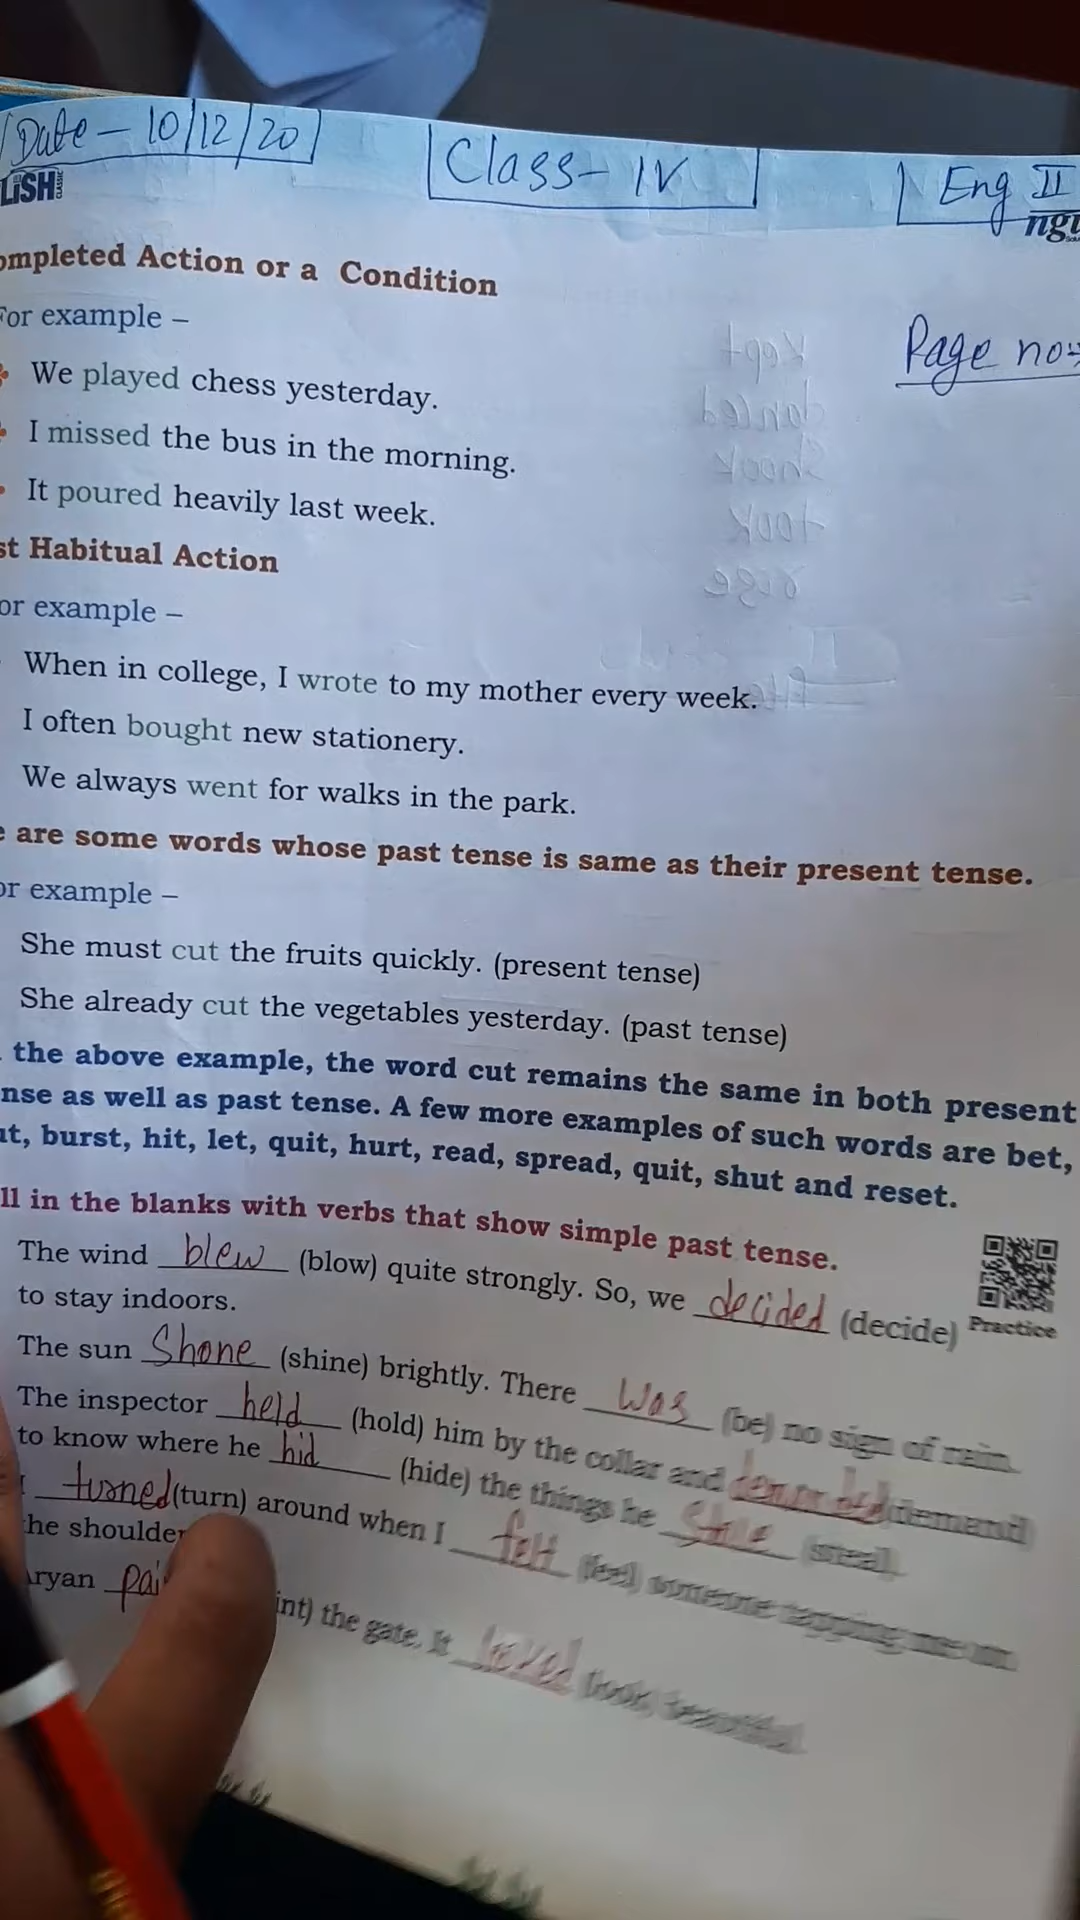 Date - 10/12/20
Class - IV
Eng II
LiSH CLASSIC
ngu
ompleted Action or a Condition
For example –
Page no
We played chess yesterday.
I missed the bus in the morning.
It poured heavily last week.
st Habitual Action
or example –
When in college, I wrote to my mother every week.
I often bought new stationery.
We always went for walks in the park.
e are some words whose past tense is same as their present tense.
or example –
She must cut the fruits quickly. (present tense)
She already cut the vegetables yesterday. (past tense)
the above example, the word cut remains the same in both present
nse as well as past tense. A few more examples of such words are bet,
ut, burst, hit, let, quit, hurt, read, spread, quit, shut and reset.
ll in the blanks with verbs that show simple past tense.
The wind blew (blow) quite strongly. So, we decided (decide)
to stay indoors.
Practice
The sun Shone (shine) brightly. There was (be) no sign of rain.
The inspector held (hold) him by the collar and demanded (demand)
to know where he hid (hide) the things he stole (steal).
I turned (turn) around when I felt (feel) someone tapping me on
the shoulder
Aryan pai int) the gate. It looked (look) beautiful.